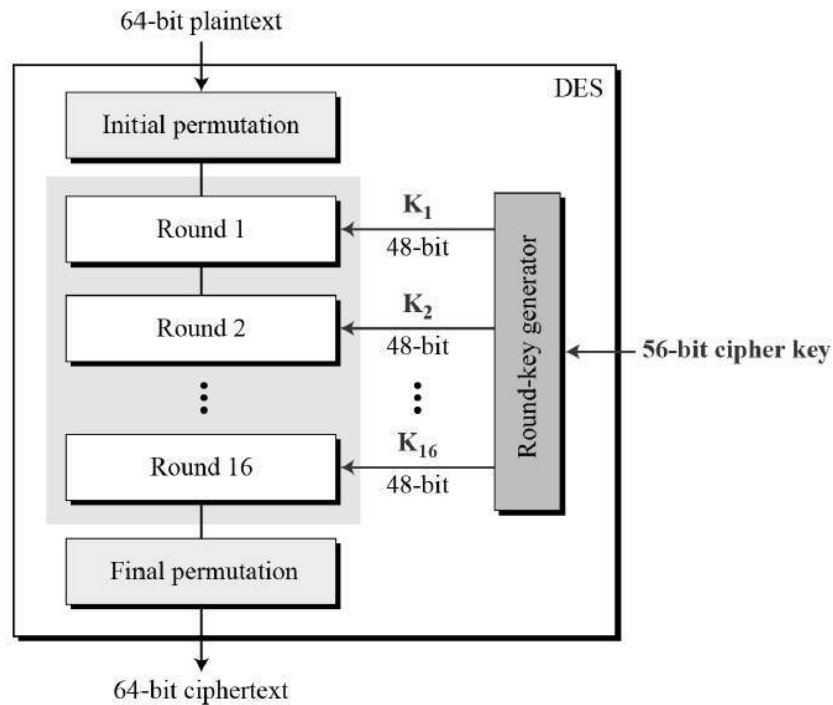 64-bit plaintext
DES
Initial permutation
Round 1
K₁
48-bit
Round 2
K₂
48-bit
Round-key generator
56-bit cipher key
Round 16
K₁₆
48-bit
Final permutation
64-bit ciphertext